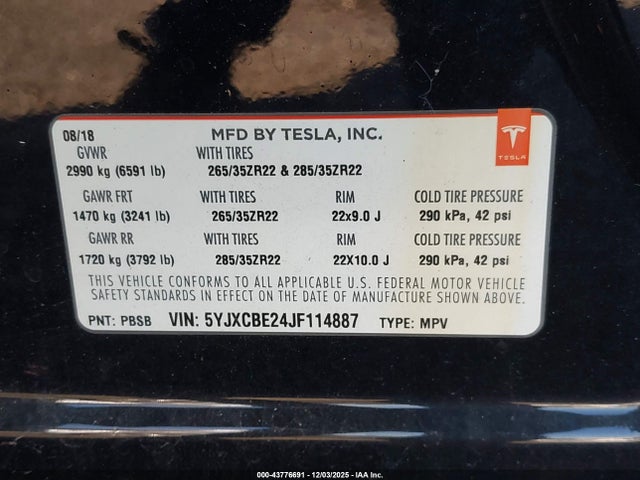 08/18 MFD BY TESLA, INC.
GVWR WITH TIRES
2990 kg (6591 lb) 265/35ZR22 & 285/35ZR22
TESLA
GAWR FRT WITH TIRES RIM COLD TIRE PRESSURE
1470 kg (3241 lb) 265/35ZR22 22x9.0 J 290 kPa, 42 psi
GAWR RR WITH TIRES RIM COLD TIRE PRESSURE
1720 kg (3792 lb) 285/35ZR22 22X10.0 J 290 kPa, 42 psi
THIS VEHICLE CONFORMS TO ALL APPLICABLE U.S. FEDERAL MOTOR VEHICLE
SAFETY STANDARDS IN EFFECT ON THE DATE OF MANUFACTURE SHOWN ABOVE.
PNT: PBSB VIN: 5YJXCBE24JF114887 TYPE: MPV
000-43776691 - 12/03/2025 - IAA Inc.